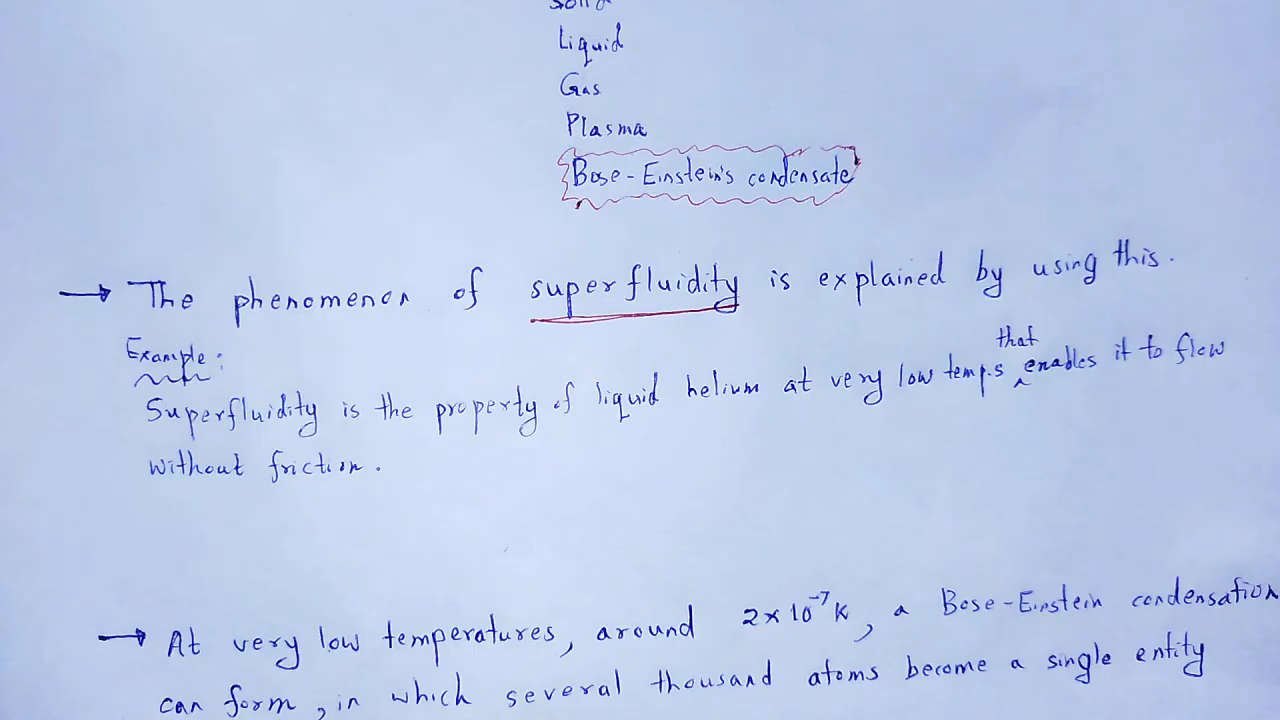 Solid
Liquid
Gas
Plasma
Bose-Einstein's condensate
→ The phenomenon of superfluidity is explained by using this.
Example:
Superfluidity is the property of liquid helium at very low temp.s that enables it to flow
without friction.
→ At very low temperatures, around 2×10⁻⁷K, a Bose-Einstein condensation
can form, in which several thousand atoms become a single entity